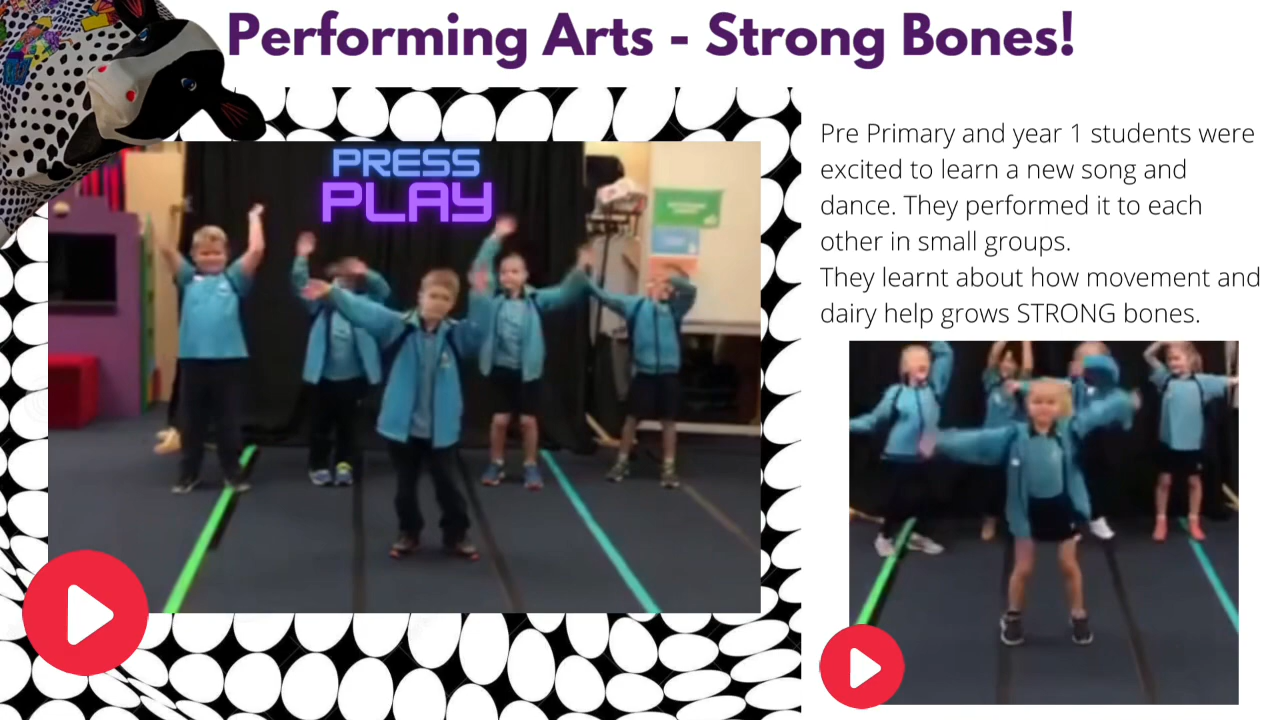 Performing Arts - Strong Bones!
PRESS
PLAY
Pre Primary and year 1 students were
excited to learn a new song and
dance. They performed it to each
other in small groups.
They learnt about how movement and
dairy help grows STRONG bones.